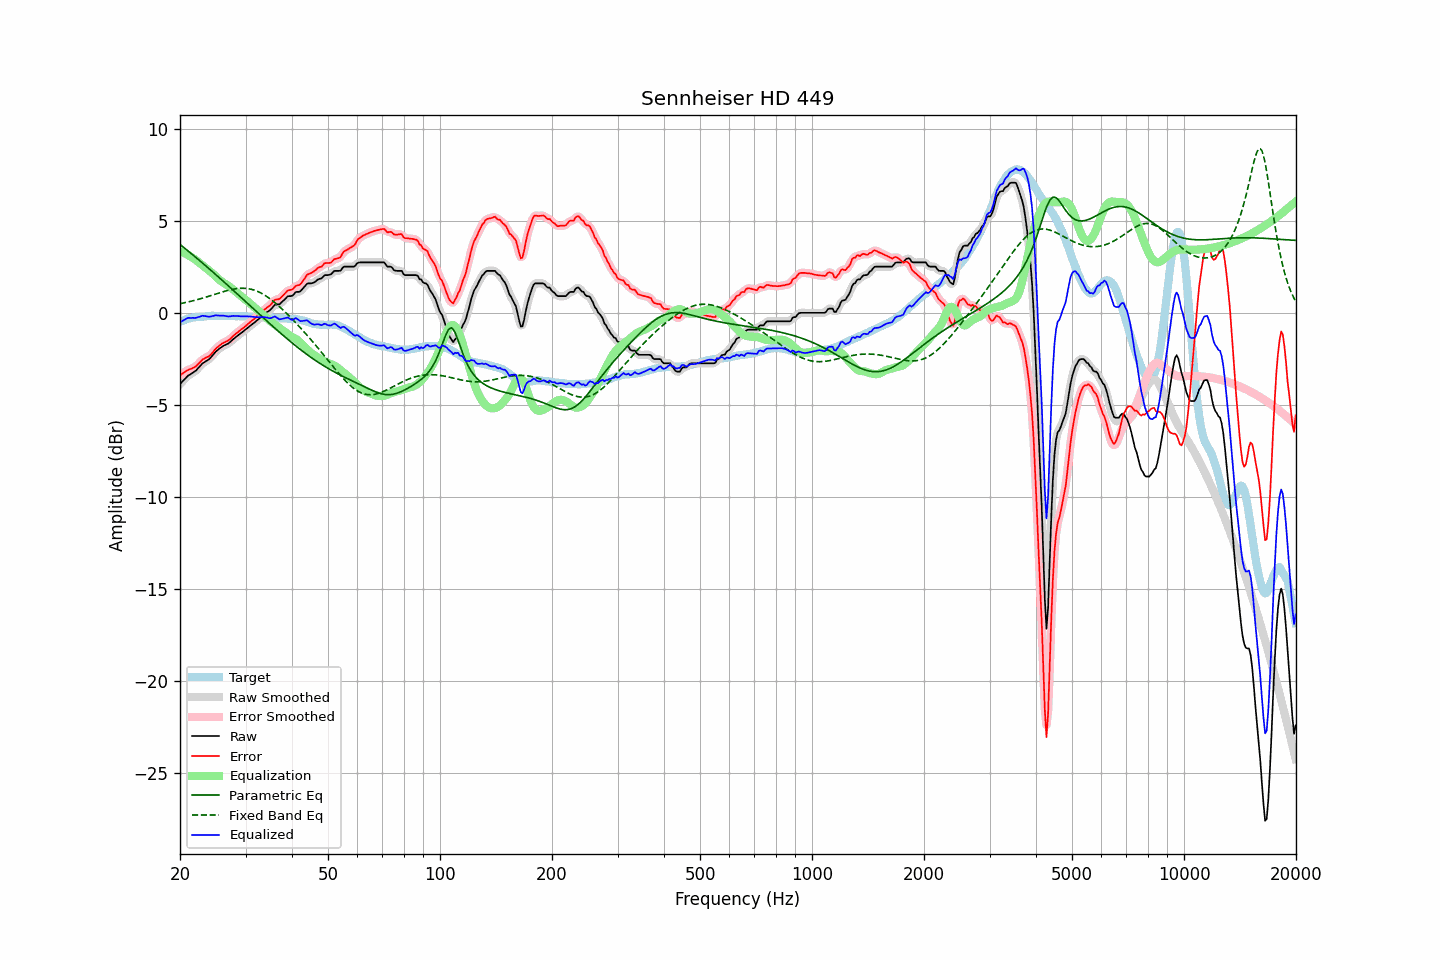 Sennheiser HD 449
Amplitude (dBr)
10
5
0
−5
−10
−15
−20
−25
Target
Raw Smoothed
Error Smoothed
Raw
Error
Equalization
Parametric Eq
Fixed Band Eq
Equalized
20 50 100 200 500 1000 2000 5000 10000 20000
Frequency (Hz)